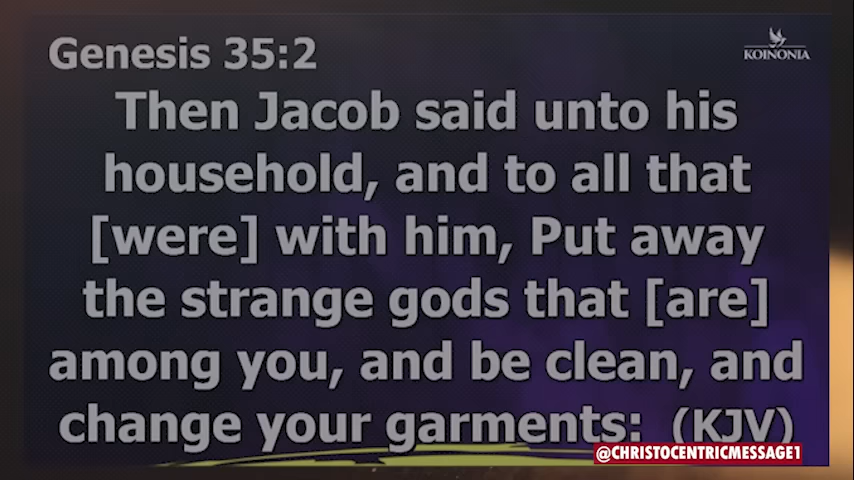 Genesis 35:2
KOINONIA
Then Jacob said unto his
household, and to all that
[were] with him, Put away
the strange gods that [are]
among you, and be clean, and
change your garments: (KJV)
@CHRISTOCENTRICMESSAGE1